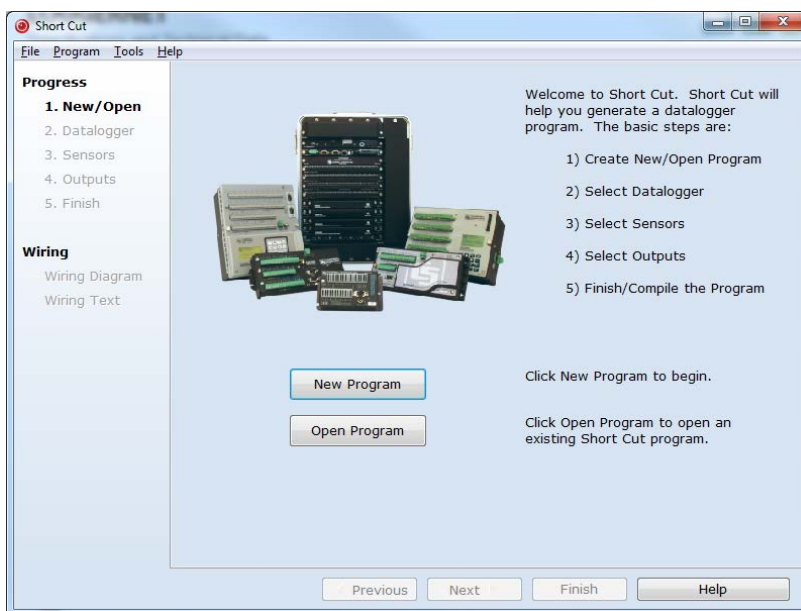 Short Cut
File Program Tools Help
Progress
1. New/Open
2. Datalogger
3. Sensors
4. Outputs
5. Finish
Wiring
Wiring Diagram
Wiring Text
Welcome to Short Cut. Short Cut will
help you generate a datalogger
program. The basic steps are:
1) Create New/Open Program
2) Select Datalogger
3) Select Sensors
4) Select Outputs
5) Finish/Compile the Program
New Program
Click New Program to begin.
Open Program
Click Open Program to open an
existing Short Cut program.
Previous Next Finish Help